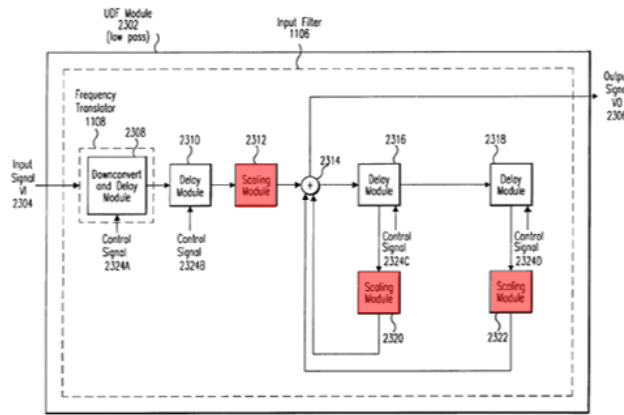 UDF Module
2302
(low pass)
Input Filter
1106
Frequency
Translator
1108
2308
2310
2312
2314
2316
2318
Output
Signal
VO
2306
Input
Signal
VI
2304
Downconvert
and Delay
Module
Delay
Module
Scaling
Module
+
Delay
Module
Delay
Module
Control
Signal
2324A
Control
Signal
2324B
Control
Signal
2324C
Control
Signal
2324D
Scaling
Module
2320
Scaling
Module
2322